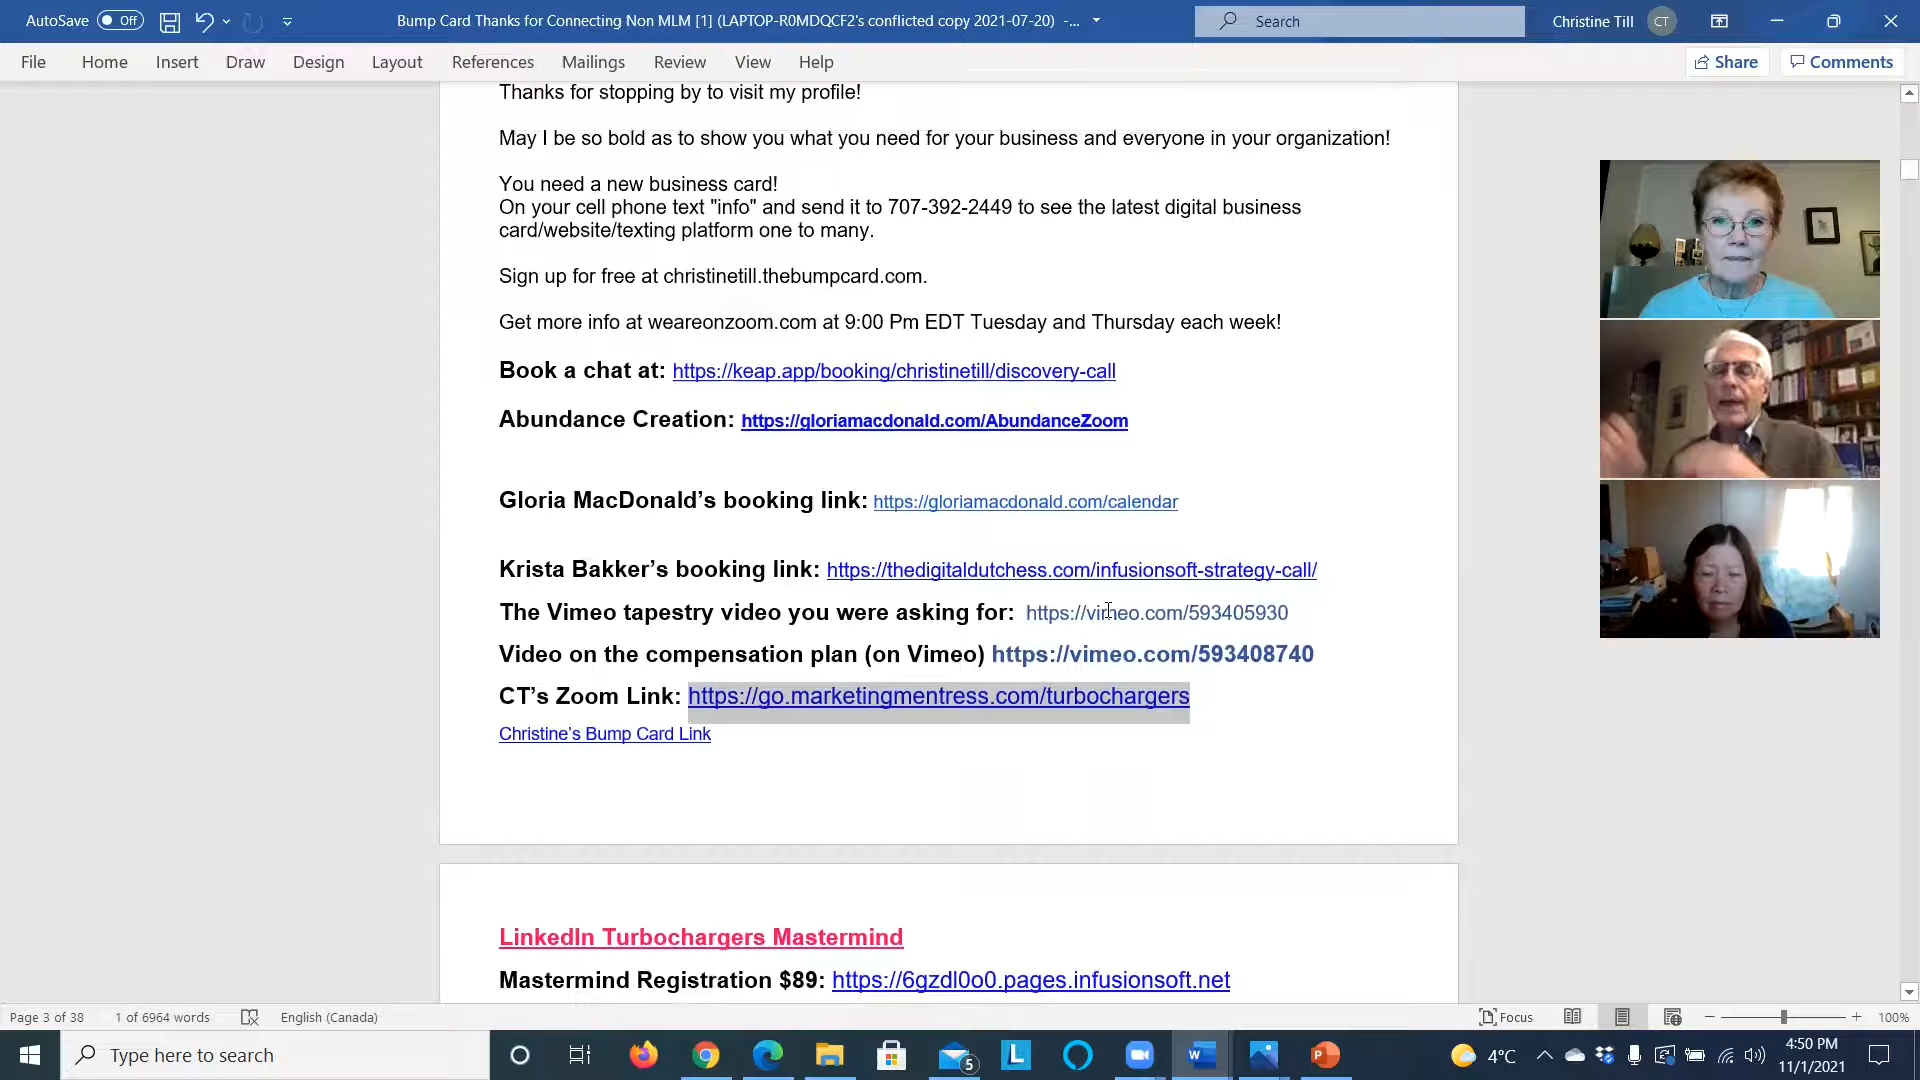 AutoSave Off Bump Card Thanks for Connecting Non MLM [1] (LAPTOP-R0MDQCF2's conflicted copy 2021-07-20) -... Search Christine Till CT
File Home Insert Draw Design Layout References Mailings Review View Help Share Comments
Thanks for stopping by to visit my profile!
May I be so bold as to show you what you need for your business and everyone in your organization!
You need a new business card!
On your cell phone text "info" and send it to 707-392-2449 to see the latest digital business
card/website/texting platform one to many.
Sign up for free at christinetill.thebumpcard.com.
Get more info at weareonzoom.com at 9:00 Pm EDT Tuesday and Thursday each week!
Book a chat at: https://keap.app/booking/christinetill/discovery-call
Abundance Creation: https://gloriamacdonald.com/AbundanceZoom
Gloria MacDonald’s booking link: https://gloriamacdonald.com/calendar
Krista Bakker’s booking link: https://thedigitaldutchess.com/infusionsoft-strategy-call/
The Vimeo tapestry video you were asking for: https://vimeo.com/593405930
Video on the compensation plan (on Vimeo) https://vimeo.com/593408740
CT’s Zoom Link: https://go.marketingmentress.com/turbochargers
Christine’s Bump Card Link
LinkedIn Turbochargers Mastermind
Mastermind Registration $89: https://6gzdl0o0.pages.infusionsoft.net
Page 3 of 38 1 of 6964 words English (Canada) Focus 100%
Type here to search 5 L W P 4°C 4:50 PM
11/1/2021